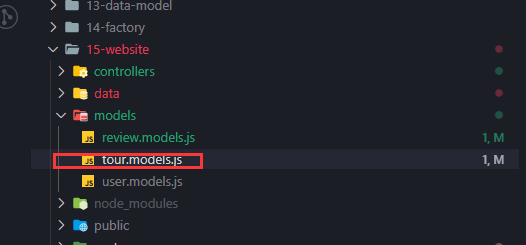 13-data-model
14-factory
15-website
controllers
data
models
JS review.models.js 1, M
JS tour.models.js 1, M
JS user.models.js
node_modules
public